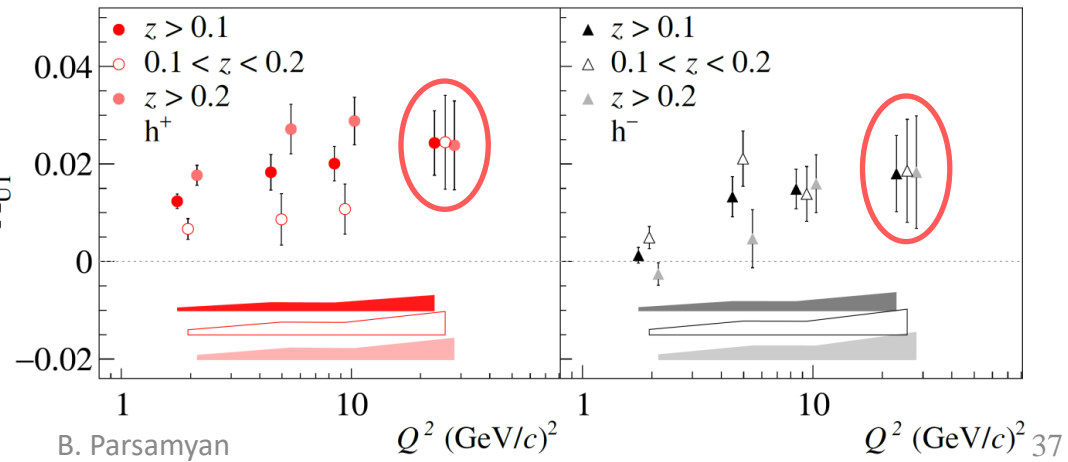 z > 0.1
0.1 < z < 0.2
z > 0.2
h⁺
z > 0.1
0.1 < z < 0.2
z > 0.2
h⁻
0.04
0.02
0
−0.02
1 10
1 10
Q² (GeV/c)²
Q² (GeV/c)²
B. Parsamyan
37